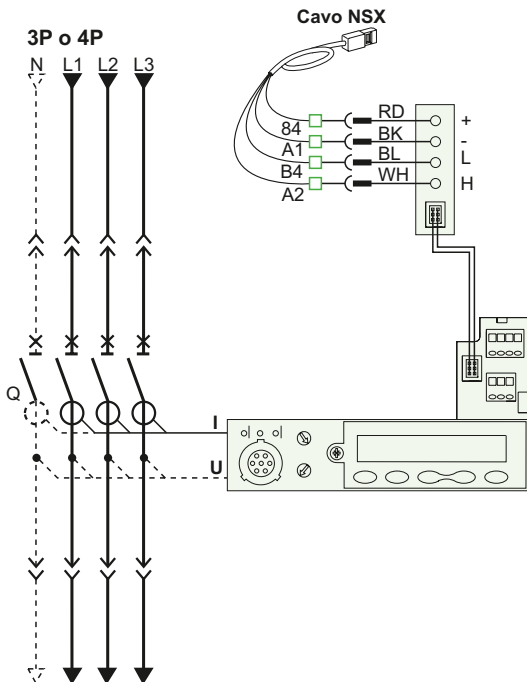 Cavo NSX
3P o 4P
N L1 L2 L3
84 RD +
A1 BK -
B4 BL L
A2 WH H
Q
I
U